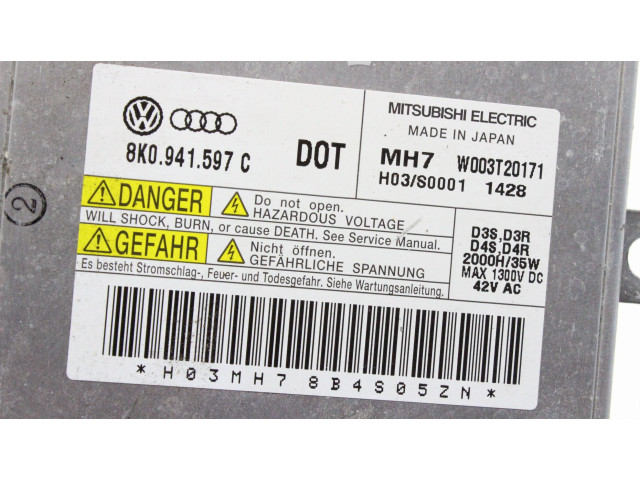 MITSUBISHI ELECTRIC
MADE IN JAPAN
8K0.941.597 C DOT
MH7 W003T20171
H03/S0001 1428
DANGER
Do not open.
HAZARDOUS VOLTAGE
WILL SHOCK, BURN, or cause DEATH. See Service Manual.
GEFAHR
Nicht öffnen.
GEFÄHRLICHE SPANNUNG
Es besteht Stromschlag-, Feuer- und Todesgefahr. Siehe Wartungsanleitung.
D3S,D3R
D4S,D4R
2000H/35W
MAX 1300V DC
42V AC
*H03MH78B4S05ZN*
2